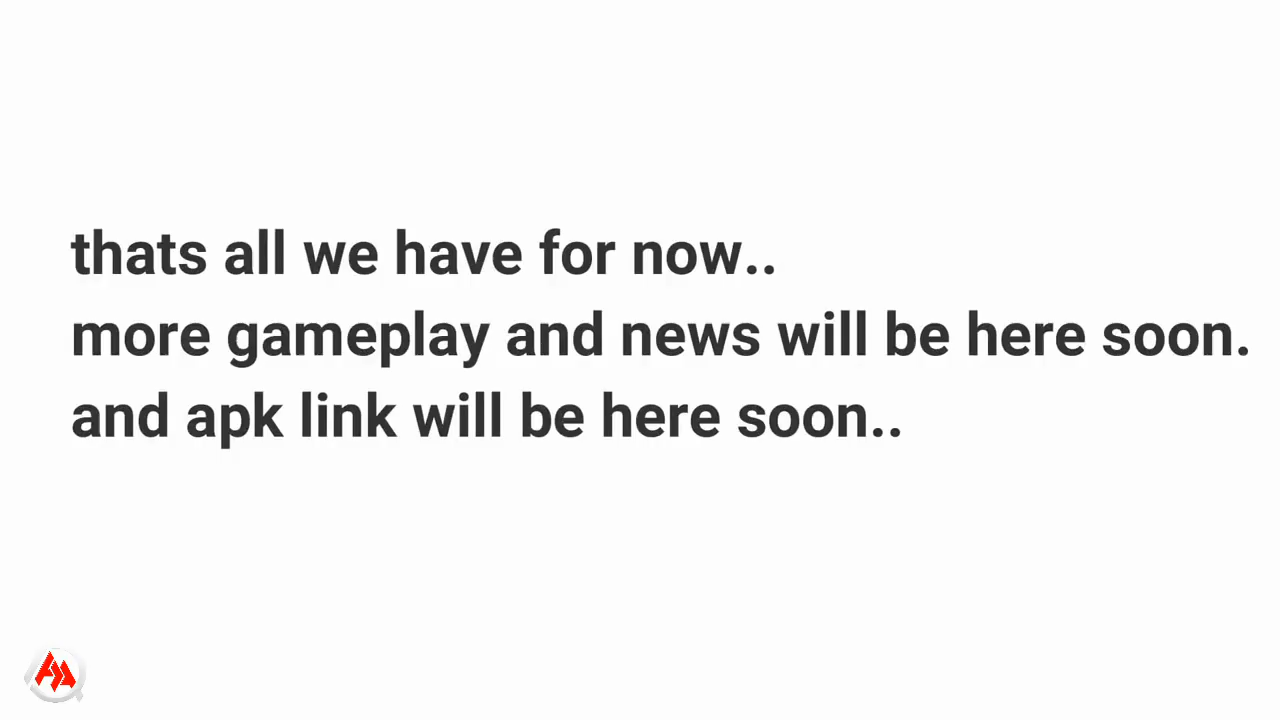 thats all we have for now..
more gameplay and news will be here soon.
and apk link will be here soon..